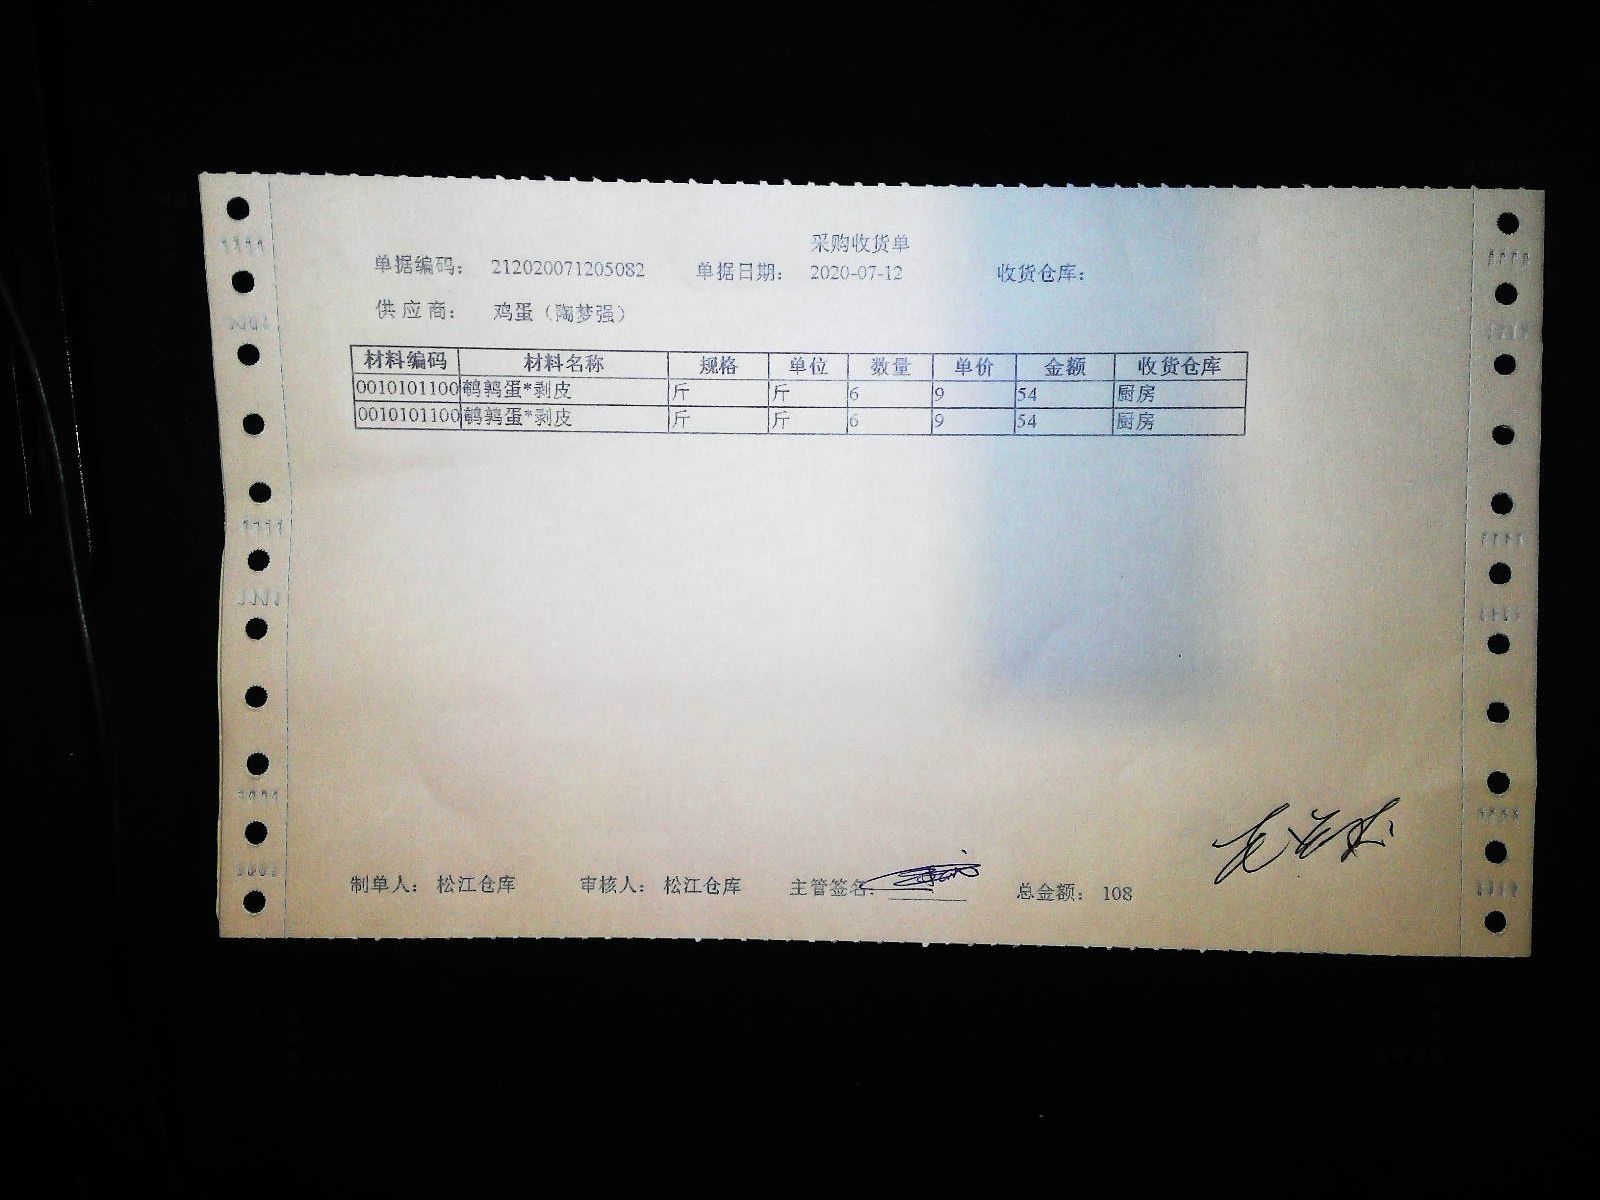 采购收货单
单据编码： 212020071205082 单据日期： 2020-07-12 收货仓库：
供应商： 鸡蛋（陶梦强）
材料编码 材料名称 规格 单位 数量 单价 金额 收货仓库
0010101100 鹌鹑蛋*剥皮 斤 斤 6 9 54 厨房
0010101100 鹌鹑蛋*剥皮 斤 斤 6 9 54 厨房
制单人： 松江仓库 审核人： 松江仓库 主管签名： 总金额： 108